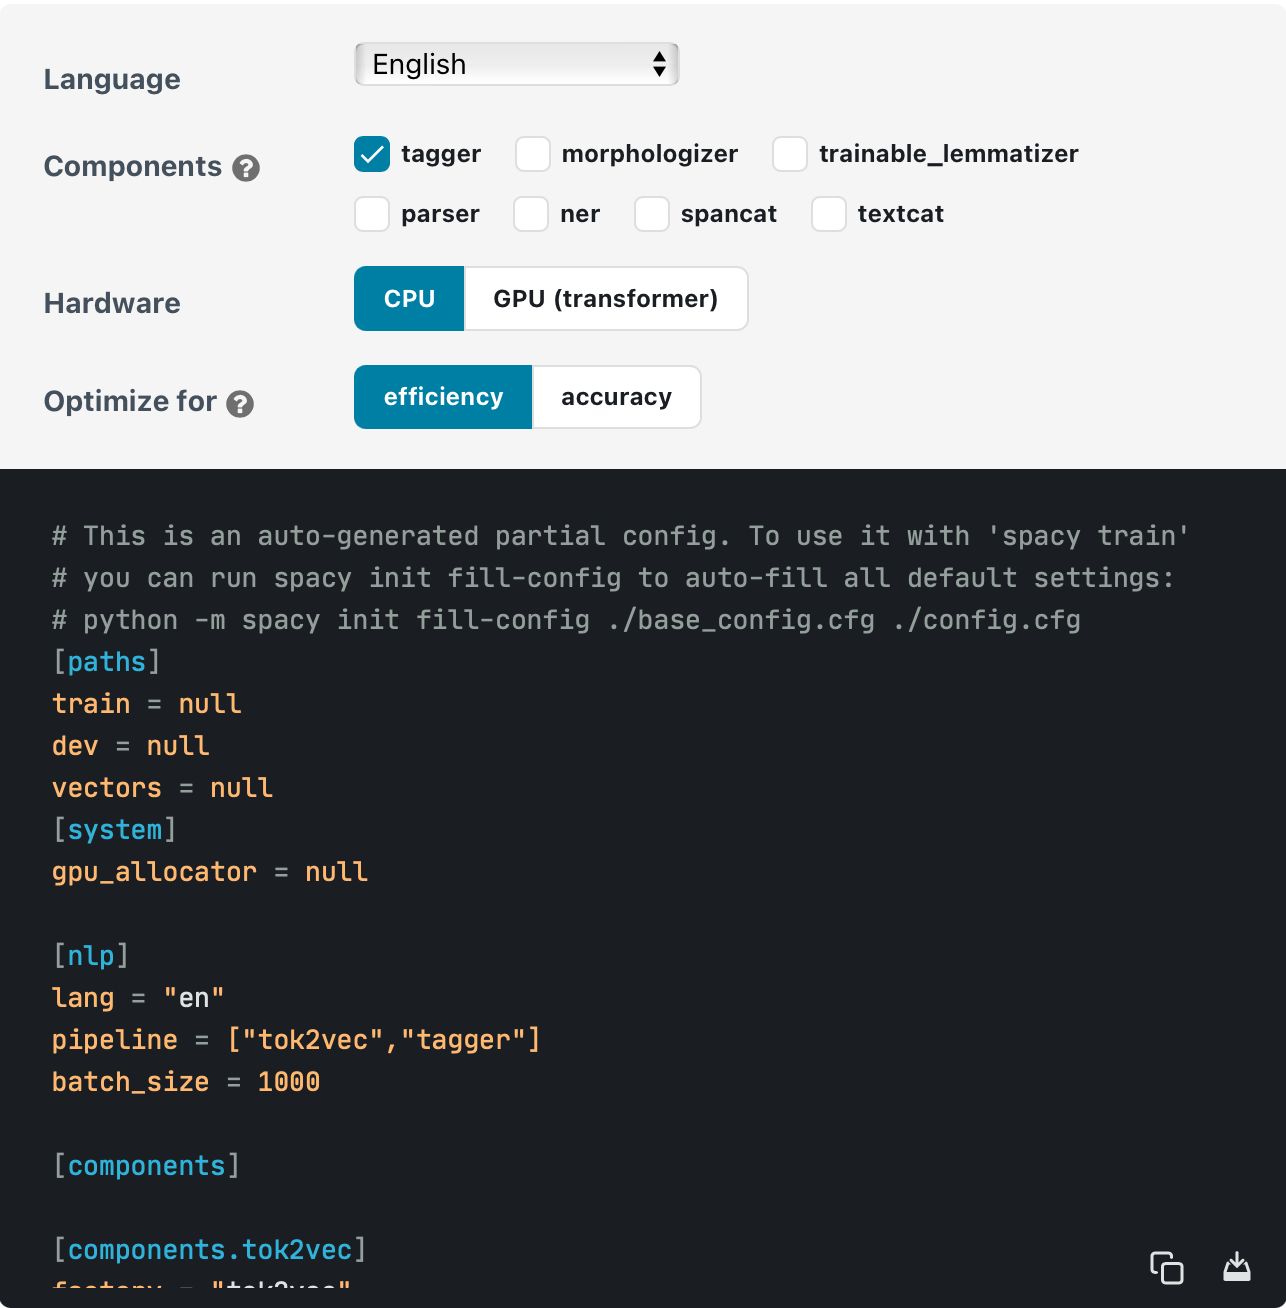 Language
English
Components ?
tagger morphologizer trainable_lemmatizer
parser ner spancat textcat
Hardware
CPU GPU (transformer)
Optimize for ?
efficiency accuracy
# This is an auto-generated partial config. To use it with 'spacy train'
# you can run spacy init fill-config to auto-fill all default settings:
# python -m spacy init fill-config ./base_config.cfg ./config.cfg
[paths]
train = null
dev = null
vectors = null
[system]
gpu_allocator = null
[nlp]
lang = "en"
pipeline = ["tok2vec","tagger"]
batch_size = 1000
[components]
[components.tok2vec]
factory = "tok2vec"